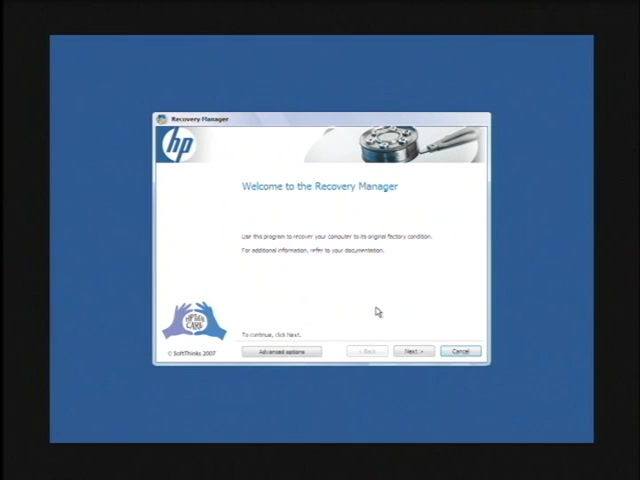 Recovery Manager
hp
Welcome to the Recovery Manager
Use this program to recover your computer to its original factory condition.
For additional information, refer to your documentation.
AFTER
CARE
To continue, click Next.
© SoftThinks 2007
Advanced options
< Back
Next >
Cancel